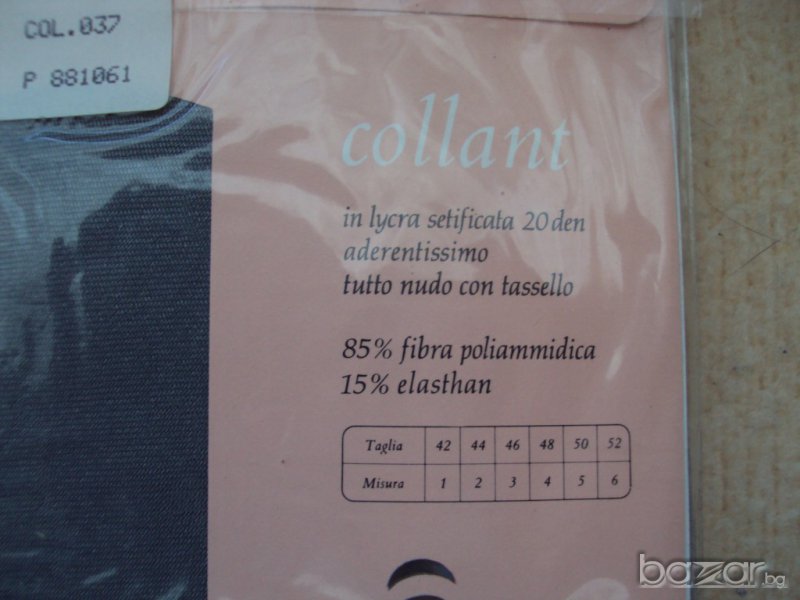 COL.037
P 881061
collant
in lycra setificata 20 den
aderentissimo
tutto nudo con tassello
85% fibra poliammidica
15% elasthan
Taglia 42 44 46 48 50 52
Misura 1 2 3 4 5 6
bazar.bg